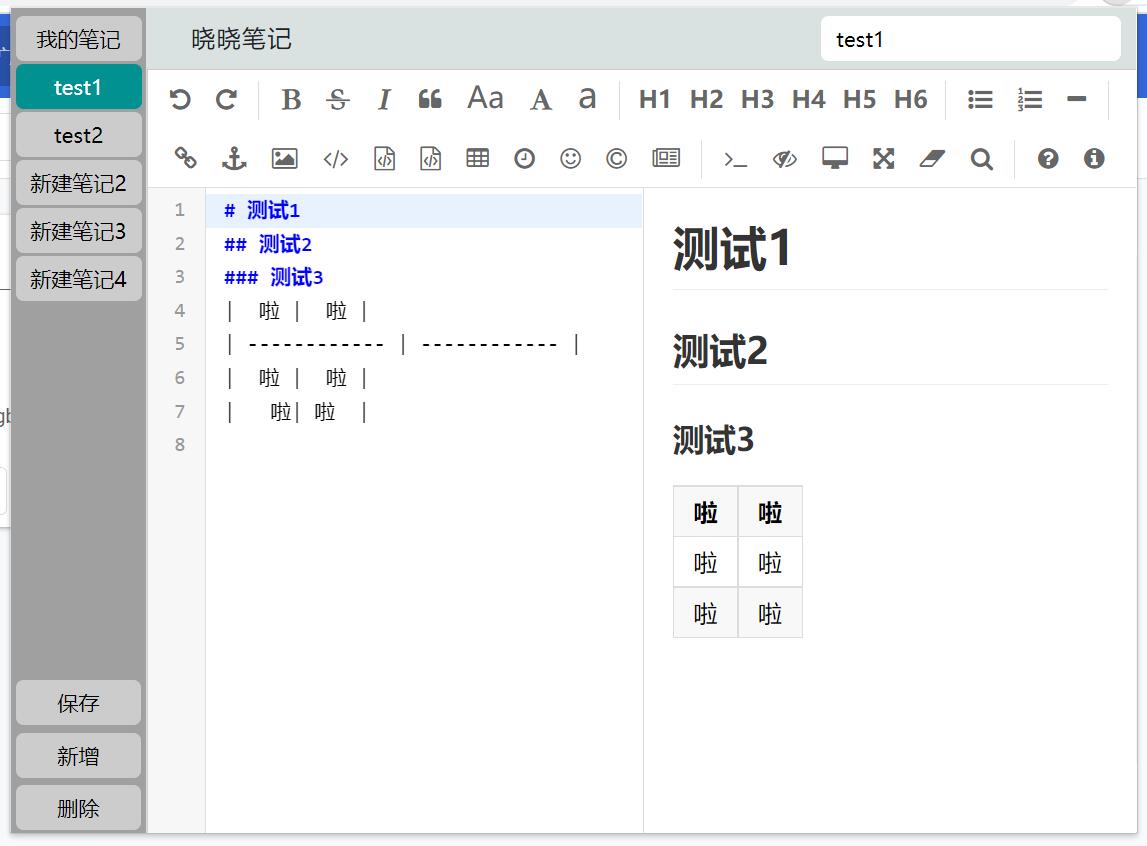 我的笔记
test1
test2
新建笔记2
新建笔记3
新建笔记4
保存
新增
删除
晓晓笔记
test1
B S I Aa A a H1 H2 H3 H4 H5 H6
1 # 测试1
2 ## 测试2
3 ### 测试3
4 | 啦 | 啦 |
5 | ------------ | ------------ |
6 | 啦 | 啦 |
7 | 啦| 啦 |
8
测试1
测试2
测试3
啦 啦
啦 啦
啦 啦